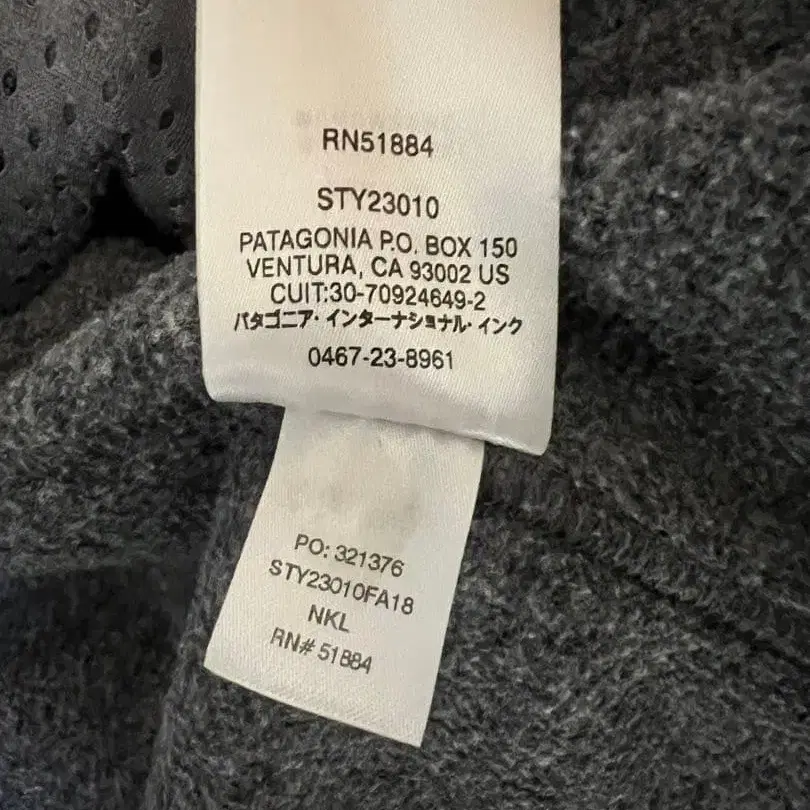 RN51884
STY23010
PATAGONIA P.O. BOX 150
VENTURA, CA 93002 US
CUIT:30-70924649-2
パタゴニア・インターナショナル・インク
0467-23-8961
PO: 321376
STY23010FA18
NKL
RN# 51884